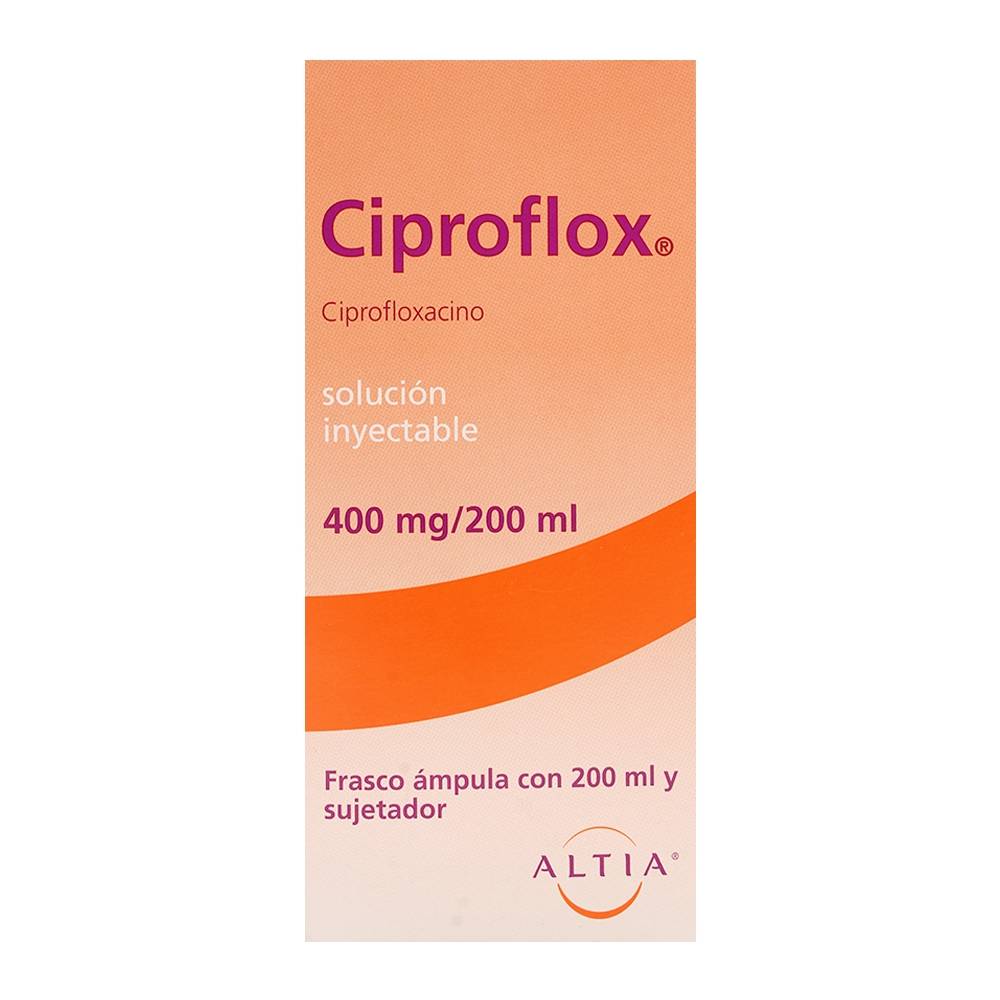 Ciproflox®
Ciprofloxacino
solución
inyectable
400 mg/200 ml
Frasco ámpula con 200 ml y
sujetador
ALTIA®